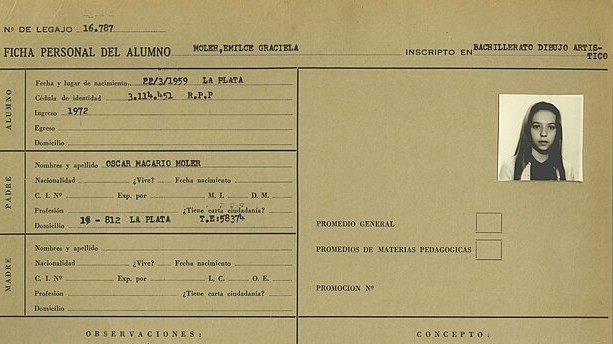 Nº DE LEGAJO 16.787
FICHA PERSONAL DEL ALUMNO MOLER,EMILCE GRACIELA INSCRIPTO EN BACHILLERATO DIBUJO ARTIS-
TICO
ALUMNO
Fecha y lugar de nacimiento 22/3/1959 LA PLATA
Cédula de identidad 3.114.451 R.P.P
Ingreso 1972
Egreso
Domicilio
PADRE
Nombres y apellido OSCAR MACARIO MOLER
Nacionalidad ¿Vive? Fecha nacimiento
C. I. Nº Exp. por M. I. D. M.
Profesión ¿Tiene carta ciudadanía?
Domicilio - 812 LA PLATA T.E:58374
MADRE
Nombres y apellido
Nacionalidad ¿Vive? Fecha nacimiento
C. I. Nº Exp. por L. C. O. E.
Profesión ¿Tiene carta ciudadanía?
Domicilio
PROMEDIO GENERAL
PROMEDIOS DE MATERIAS PEDAGOGICAS
PROMOCION Nº
OBSERVACIONES:
CONCEPTO: